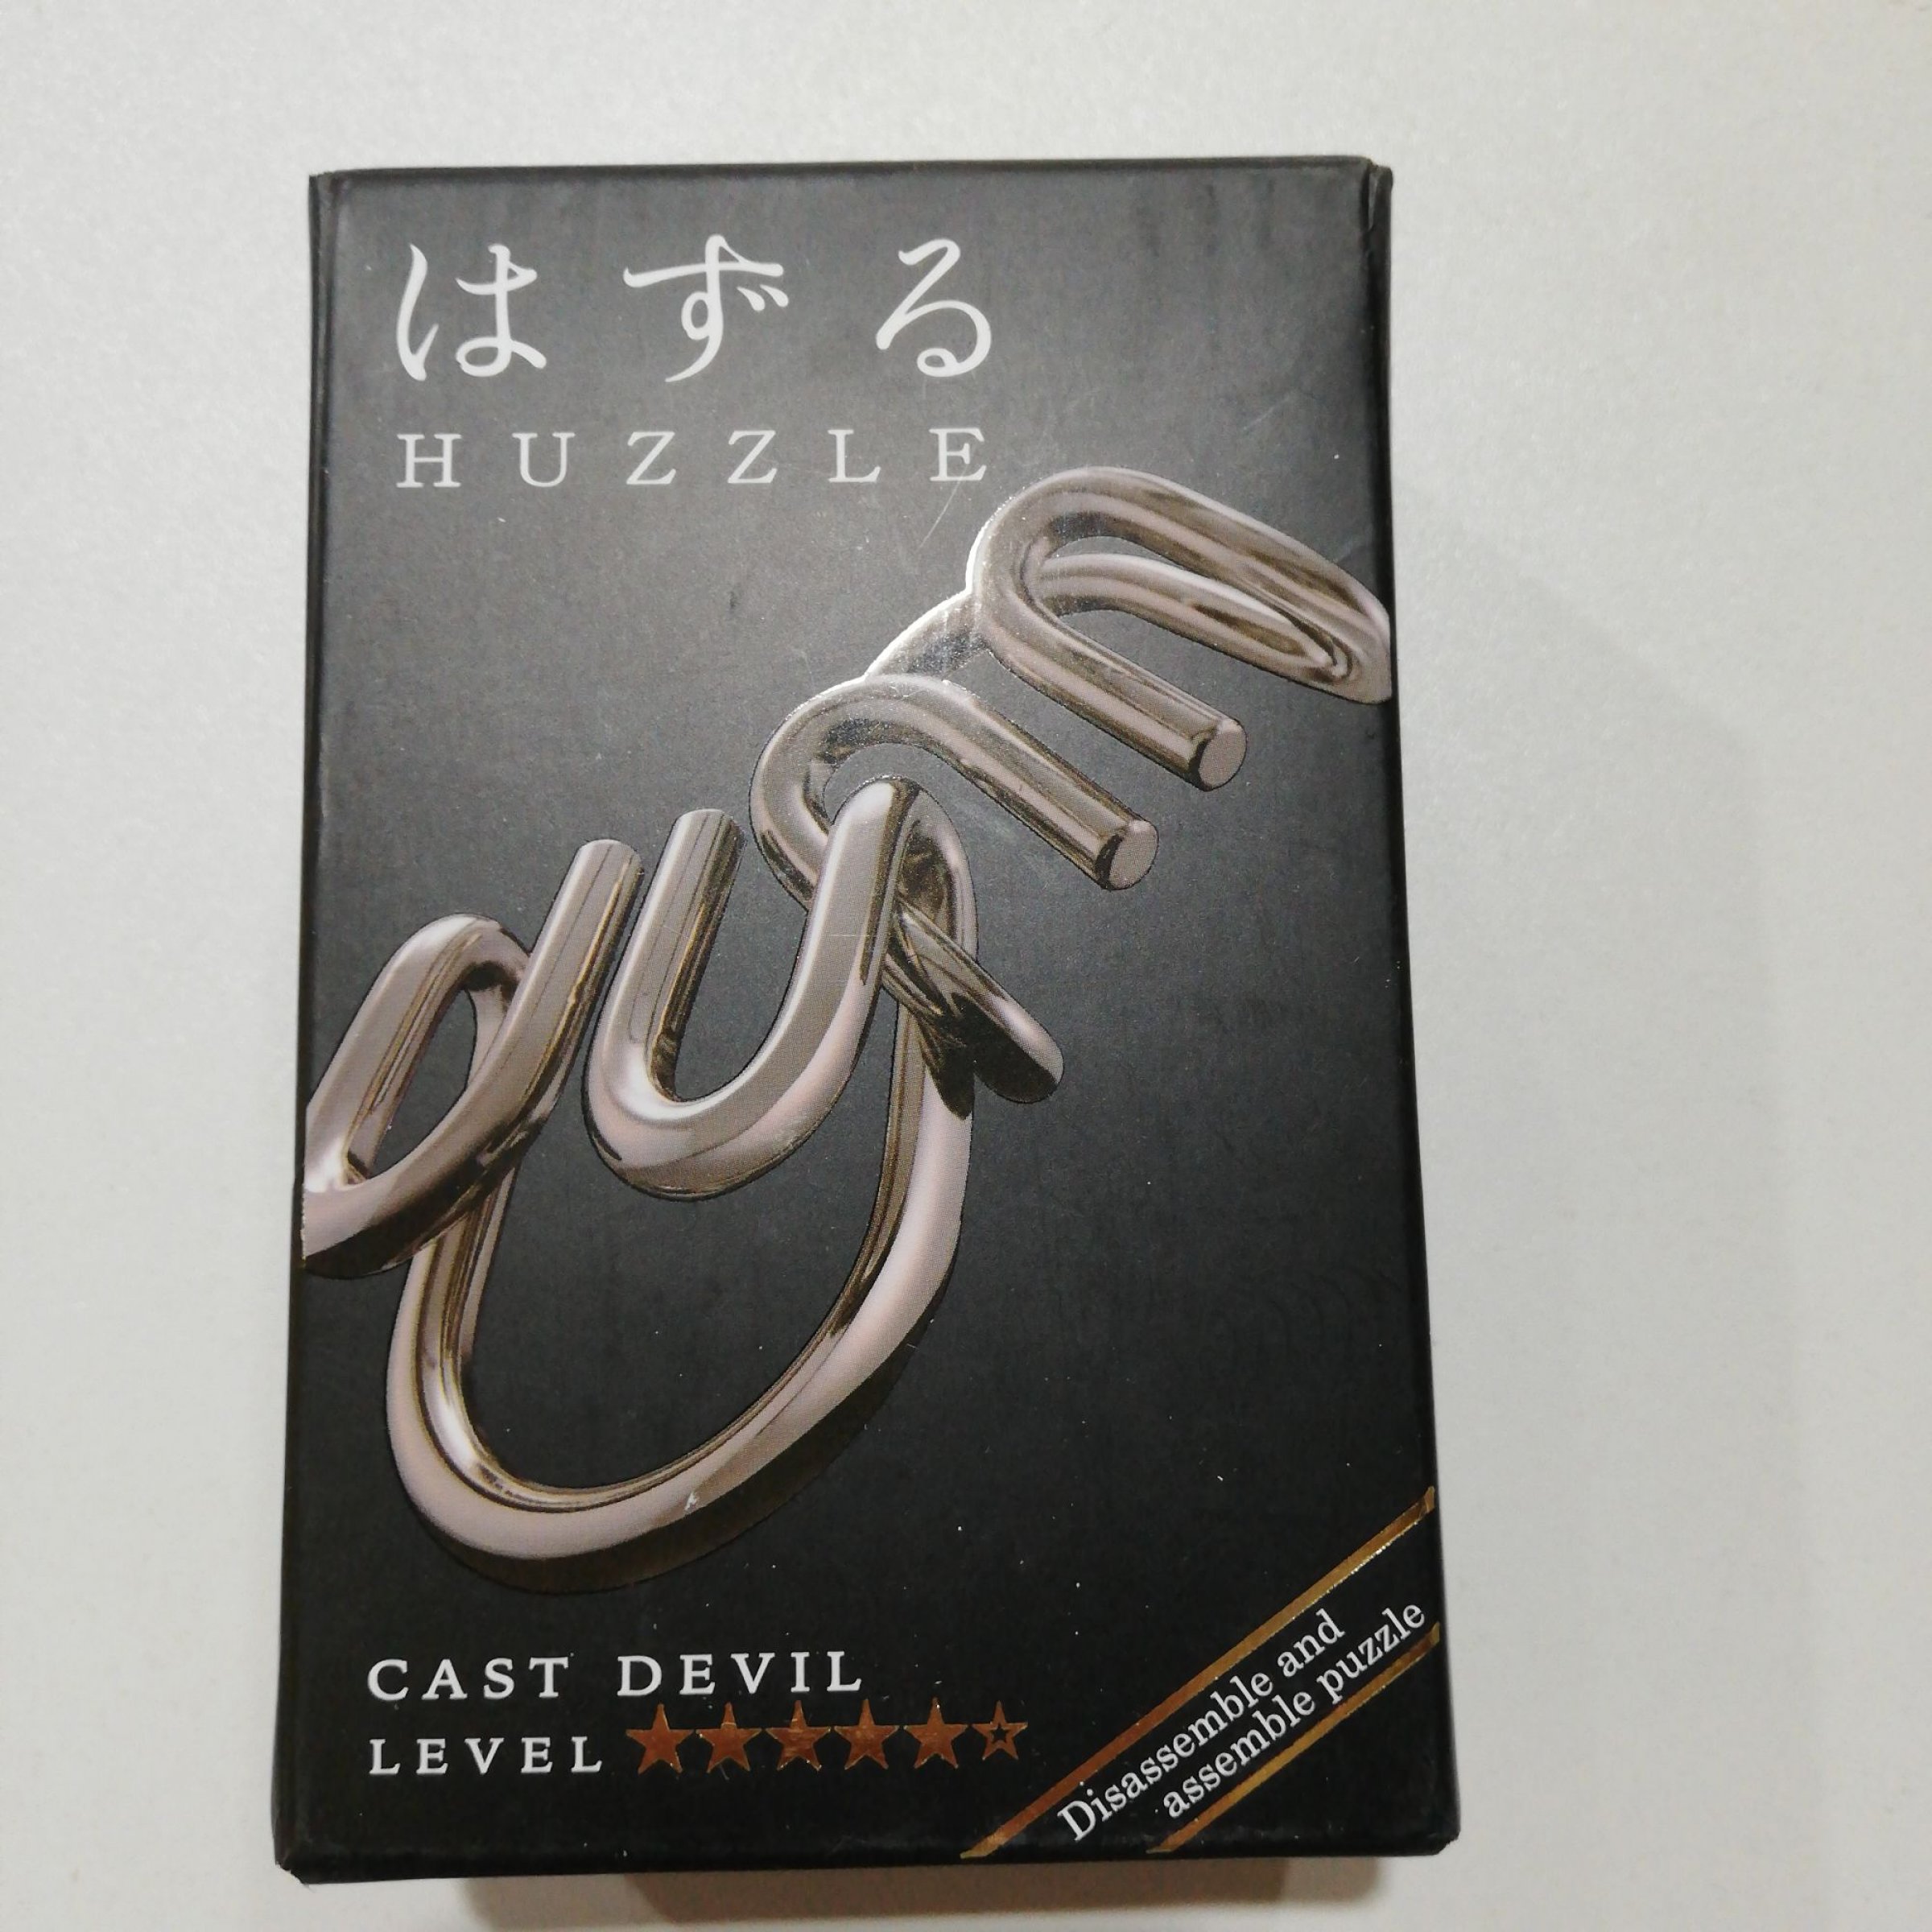 はずる
HUZZLE
CAST DEVIL
LEVEL ★★★★★☆
Disassemble and
assemble puzzle